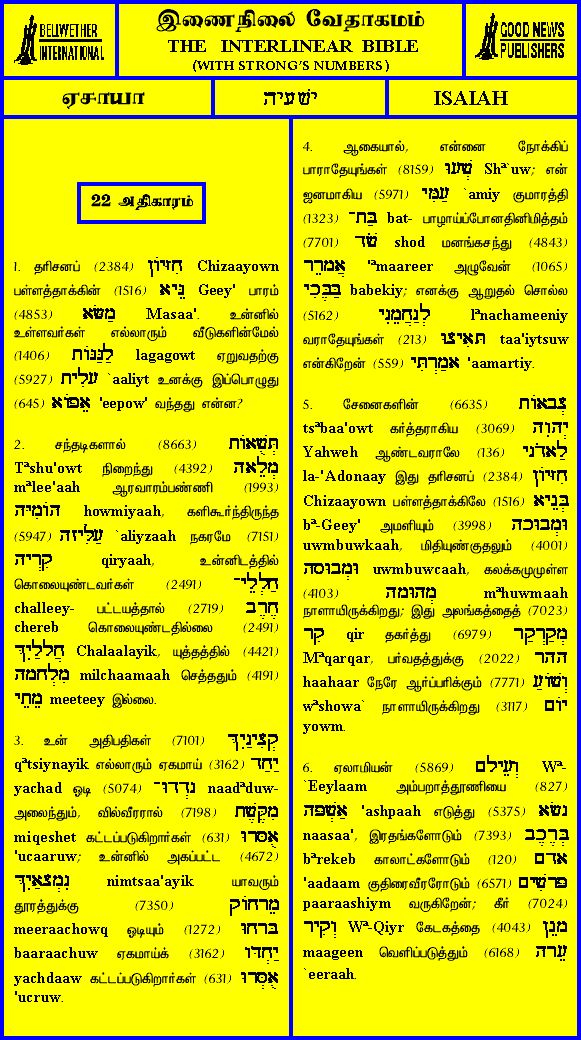 BELLWETHER
INTERNATIONAL
இணைநிலை வேதாகமம்
THE INTERLINEAR BIBLE
(WITH STRONG'S NUMBERS)
GOOD NEWS
PUBLISHERS
ஏசாயா
ישעיה
ISAIAH
22 அதிகாரம்
1. தரிசனப் (2384) חִזָּיוֹן Chizaayown
பள்ளத்தாக்கின் (1516) גֵּיא Geey' பாரம்
(4853) מַשָּׂא Masaa'. உன்னில்
உள்ளவர்கள் எல்லாரும் வீடுகளின்மேல்
(1406) לַגַּגּוֹת lagagowt ஏறுவதற்கு
(5927) עָלִית `aaliyt உனக்கு இப்பொழுது
(645) אֵפוֹא 'eepow' வந்தது என்ன?
2. சந்தடிகளால் (8663) תְּשֻׁאוֹת
Tªshu'owt நிறைந்து (4392) מְלֵאָה
mªlee'aah ஆரவாரம்பண்ணி (1993)
הוֹמִיָּה howmiyaah, களிகூர்ந்திருந்த
(5947) עַלִּיזָה `aliyzaah நகரமே (7151)
קִרְיָה qiryaah, உன்னிடத்தில்
கொலையுண்டவர்கள் (2491) חַלְלֵי־
challeey- பட்டயத்தால் (2719) חֶרֶב
chereb கொலையுண்டதில்லை (2491)
חֲלָלַיִךְ Chalaalayik, யுத்தத்தில் (4421)
מִלְחָמָה milchaamaah செத்ததும் (4191)
מֵתֵי meeteey இல்லை.
3. உன் அதிபதிகள் (7101) קְצִינַיִךְ
qªtsiynayik எல்லாரும் ஏகமாய் (3162) יַחַד
yachad ஓடி (5074) נָדְדוּ־ naadªduw-
அலைந்தும், வில்வீரரால் (7198) מִקֶּשֶׁת
miqeshet கட்டப்படுகிறார்கள் (631) אֻסָּרוּ
'ucaaruw; உன்னில் அகப்பட்ட (4672)
נִמְצָאַיִךְ nimtsaa'ayik யாவரும்
தூரத்துக்கு (7350) מֵרָחוֹק
meeraachowq ஓடியும் (1272) בָּרָחוּ
baaraachuw ஏகமாய்க் (3162) יַחְדָּו
yachdaaw கட்டப்படுகிறார்கள் (631) אֻסְּרוּ
'ucruw.
4. ஆகையால், என்னை நோக்கிப்
பாராதேயுங்கள் (8159) שְׁעוּ Shª`uw; என்
ஜனமாகிய (5971) עַמִּי `amiy குமாரத்தி
(1323) בַּת־ bat- பாழாய்ப்போனதினிமித்தம்
(7701) שֹׁד shod மனங்கசந்து (4843)
אֲמָרֵר 'ªmaareer அழுவேன் (1065)
בַּבֶּכִי babekiy; எனக்கு ஆறுதல் சொல்ல
(5162) לְנַחֲמֵנִי lªnachameeniy
வராதேயுங்கள் (213) תָּאִיצוּ taa'iytsuw
என்கிறேன் (559) אָמַרְתִּי 'aamartiy.
5. சேனைகளின் (6635) צְבָאוֹת
tsªbaa'owt கர்த்தராகிய (3069) יְהוִה
Yahweh ஆண்டவராலே (136) לַאדֹנָי
la-'Adonaay இது தரிசனப் (2384) חִזָּיוֹן
Chizaayown பள்ளத்தாக்கிலே (1516) בְּגֵיא
bª-Geey' அமளியும் (3998) וּמְבוּכָה
uwmbuwkaah, மிதியுண்குதலும் (4001)
וּמְבוּסָה uwmbuwcaah, கலக்கமுமுள்ள
(4103) מְהוּמָה mªhuwmaah
நாளாயிருக்கிறது; இது அலங்கத்தைத் (7023)
קִר qir தகர்த்து (6979) מְקַרְקַר
Mªqarqar, பர்வதத்துக்கு (2022) הָהָר
haahaar நேரே ஆர்ப்பரிக்கும் (7771) וְשׁוֹעַ
wªshowa` நாளாயிருக்கிறது (3117) יוֹם
yowm.
6. ஏலாமியன் (5869) וְעֵילָם Wª-
`Eeylaam அம்பறாத்தூணியை (827)
אַשְׁפָּה 'ashpaah எடுத்து (5375) נָשָׂא
naasaa', இரதங்களோடும் (7393) בְּרֶכֶב
bªrekeb காலாட்களோடும் (120) אָדָם
'aadaam குதிரைவீரரோடும் (6571) פָּרָשִׁים
paaraashiym வருகிறேன்; கீர் (7024)
וְקִיר Wª-Qiyr கேடகத்தை (4043) מָגֵן
maageen வெளிப்படுத்தும் (6168) עֵרָה
`eeraah.